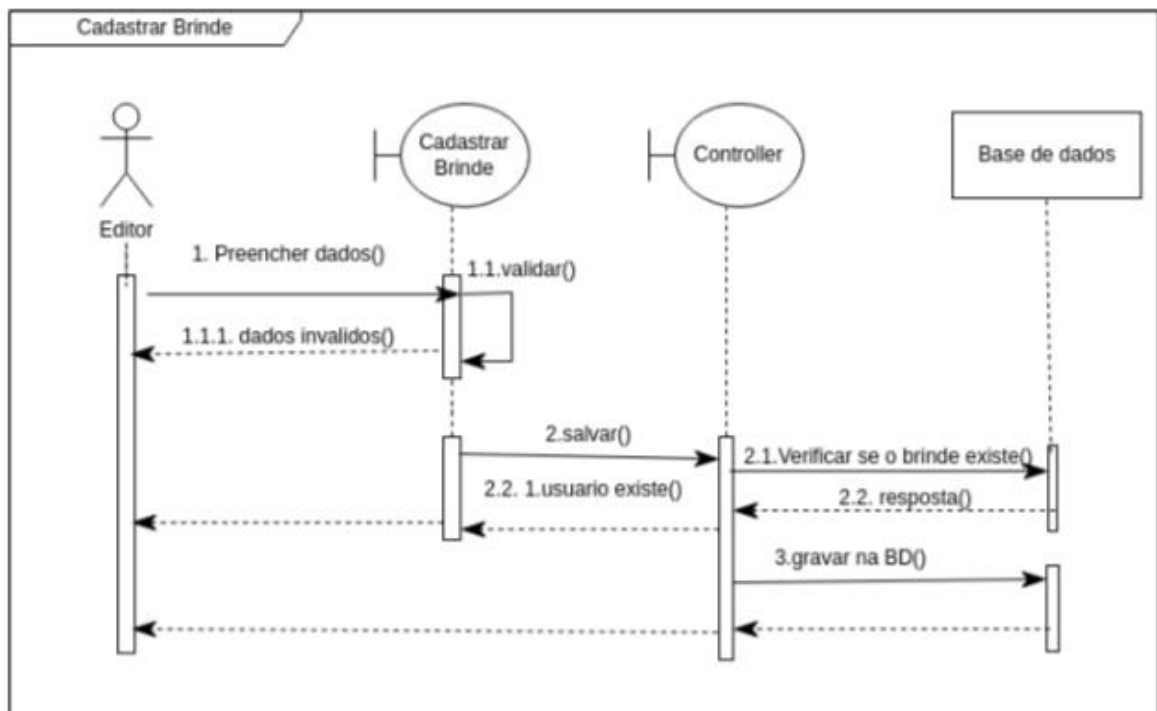 Cadastrar Brinde
Cadastrar
Brinde
Controller
Base de dados
Editor
1. Preencher dados()
1.1.validar()
1.1.1. dados invalidos()
2.salvar()
2.1.Verificar se o brinde existe()
2.2. 1.usuario existe()
2.2. resposta()
3.gravar na BD()